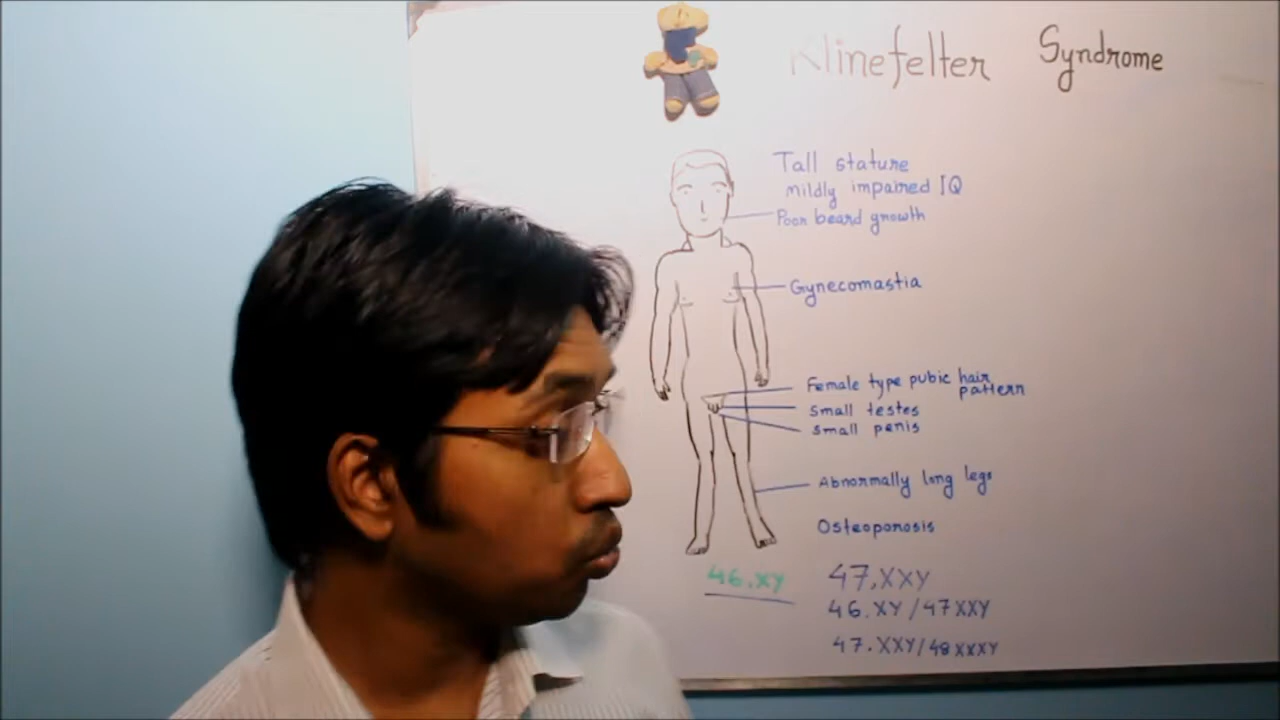 Klinefelter Syndrome
Tall stature
Mildly impaired IQ
Poor beard growth
Gynecomastia
Female type pubic hair
pattern
Small testes
Small penis
Abnormally long legs
Osteoporosis
46.XY
47.XXY
46.XY/47XXY
47.XXY/48XXXY